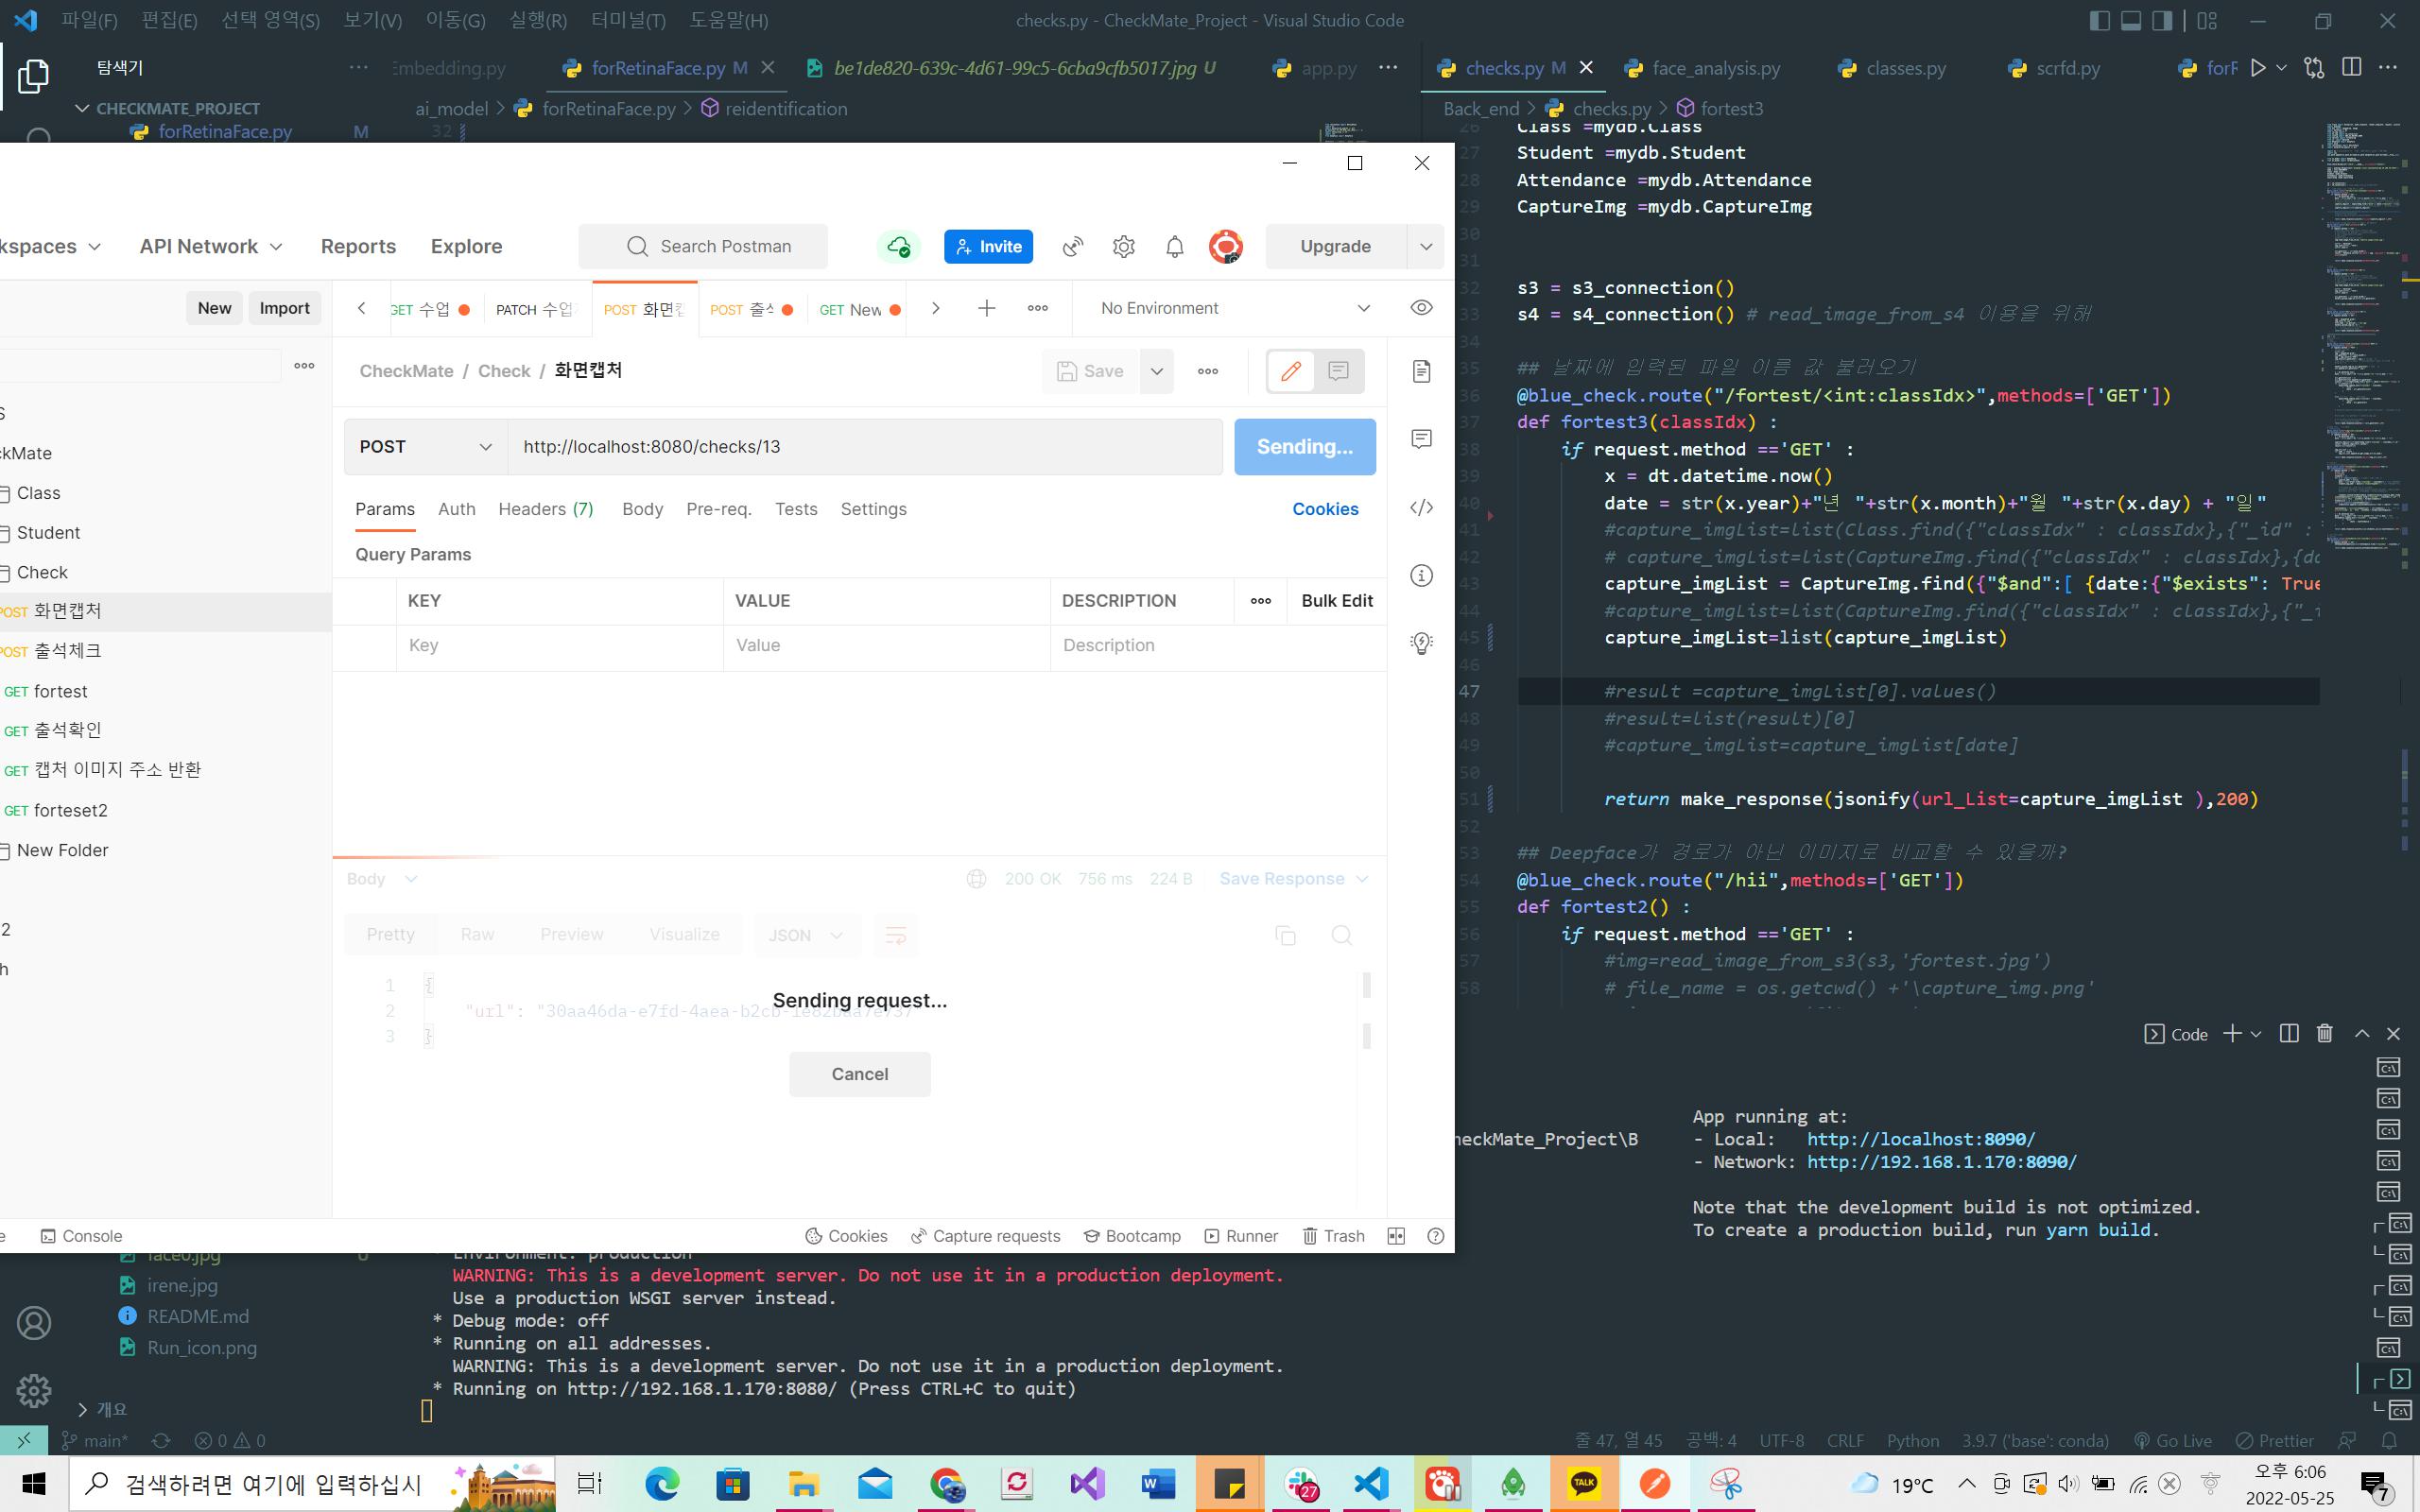 파일(F) 편집(E) 선택 영역(S) 보기(V) 이동(G) 실행(R) 터미널(T) 도움말(H)
checks.py - CheckMate_Project - Visual Studio Code
탐색기
Embedding.py
forRetinaFace.py M
be1de820-639c-4d61-99c5-6cba9cfb5017.jpg U
app.py
checks.py M
face_analysis.py
classes.py
scrfd.py
forR
CHECKMATE_PROJECT
forRetinaFace.py M
ai_model > forRetinaFace.py > reidentification
32
Back_end > checks.py > fortest3
26 Class =mydb.Class
27 Student =mydb.Student
28 Attendance =mydb.Attendance
29 CaptureImg =mydb.CaptureImg
30
31
32 s3 = s3_connection()
33 s4 = s4_connection() # read_image_from_s4 이용을 위해
34
35 ## 날짜에 입력된 파일 이름 값 불러오기
36 @blue_check.route("/fortest/<int:classIdx>",methods=['GET'])
37 def fortest3(classIdx) :
38 if request.method =='GET' :
39 x = dt.datetime.now()
40 date = str(x.year)+"년 "+str(x.month)+"월 "+str(x.day) + "일"
41 #capture_imgList=list(Class.find({"classIdx" : classIdx},{"_id" :
42 # capture_imgList=list(CaptureImg.find({"classIdx" : classIdx},{da
43 capture_imgList = CaptureImg.find({"$and":[ {date:{"$exists": True
44 #capture_imgList=list(CaptureImg.find({"classIdx" : classIdx},{"_i
45 capture_imgList=list(capture_imgList)
46
47 #result =capture_imgList[0].values()
48 #result=list(result)[0]
49 #capture_imgList=capture_imgList[date]
50
51 return make_response(jsonify(url_List=capture_imgList ),200)
52
53 ## Deepface가 경로가 아닌 이미지로 비교할 수 있을까?
54 @blue_check.route("/hii",methods=['GET'])
55 def fortest2() :
56 if request.method =='GET' :
57 #img=read_image_from_s3(s3,'fortest.jpg')
58 # file_name = os.getcwd() +'\capture_img.png'
kspaces
API Network
Reports
Explore
Search Postman
Invite
Upgrade
New
Import
GET 수업
PATCH 수업
POST 화면캡
POST 출석
GET New
No Environment
CheckMate / Check / 화면캡처
Save
POST
http://localhost:8080/checks/13
Sending...
Params
Auth
Headers (7)
Body
Pre-req.
Tests
Settings
Cookies
Query Params
KEY
VALUE
DESCRIPTION
Bulk Edit
Key
Value
Description
S
ckMate
Class
Student
Check
POST 화면캡처
POST 출석체크
GET fortest
GET 출석확인
GET 캡처 이미지 주소 반환
GET forteset2
New Folder
2
h
Body
200 OK
756 ms
224 B
Save Response
Pretty
Raw
Preview
Visualize
JSON
1 {
2 "url":
3 }
Sending request...
Cancel
e
Console
Cookies
Capture requests
Bootcamp
Runner
Trash
Code
App running at:
heckMate_Project\B
- Local: http://localhost:8090/
- Network: http://192.168.1.170:8090/
Note that the development build is not optimized.
To create a production build, run yarn build.
face0.jpg U
irene.jpg
README.md
Run_icon.png
개요
* Environment: production
WARNING: This is a development server. Do not use it in a production deployment.
Use a production WSGI server instead.
* Debug mode: off
* Running on all addresses.
WARNING: This is a development server. Do not use it in a production deployment.
* Running on http://192.168.1.170:8080/ (Press CTRL+C to quit)
main*
0
0
줄 47, 열 45
공백: 4
UTF-8
CRLF
Python
3.9.7 ('base': conda)
Go Live
Prettier
검색하려면 여기에 입력하십시
27
TALK
19°C
오후 6:06
2022-05-25
7